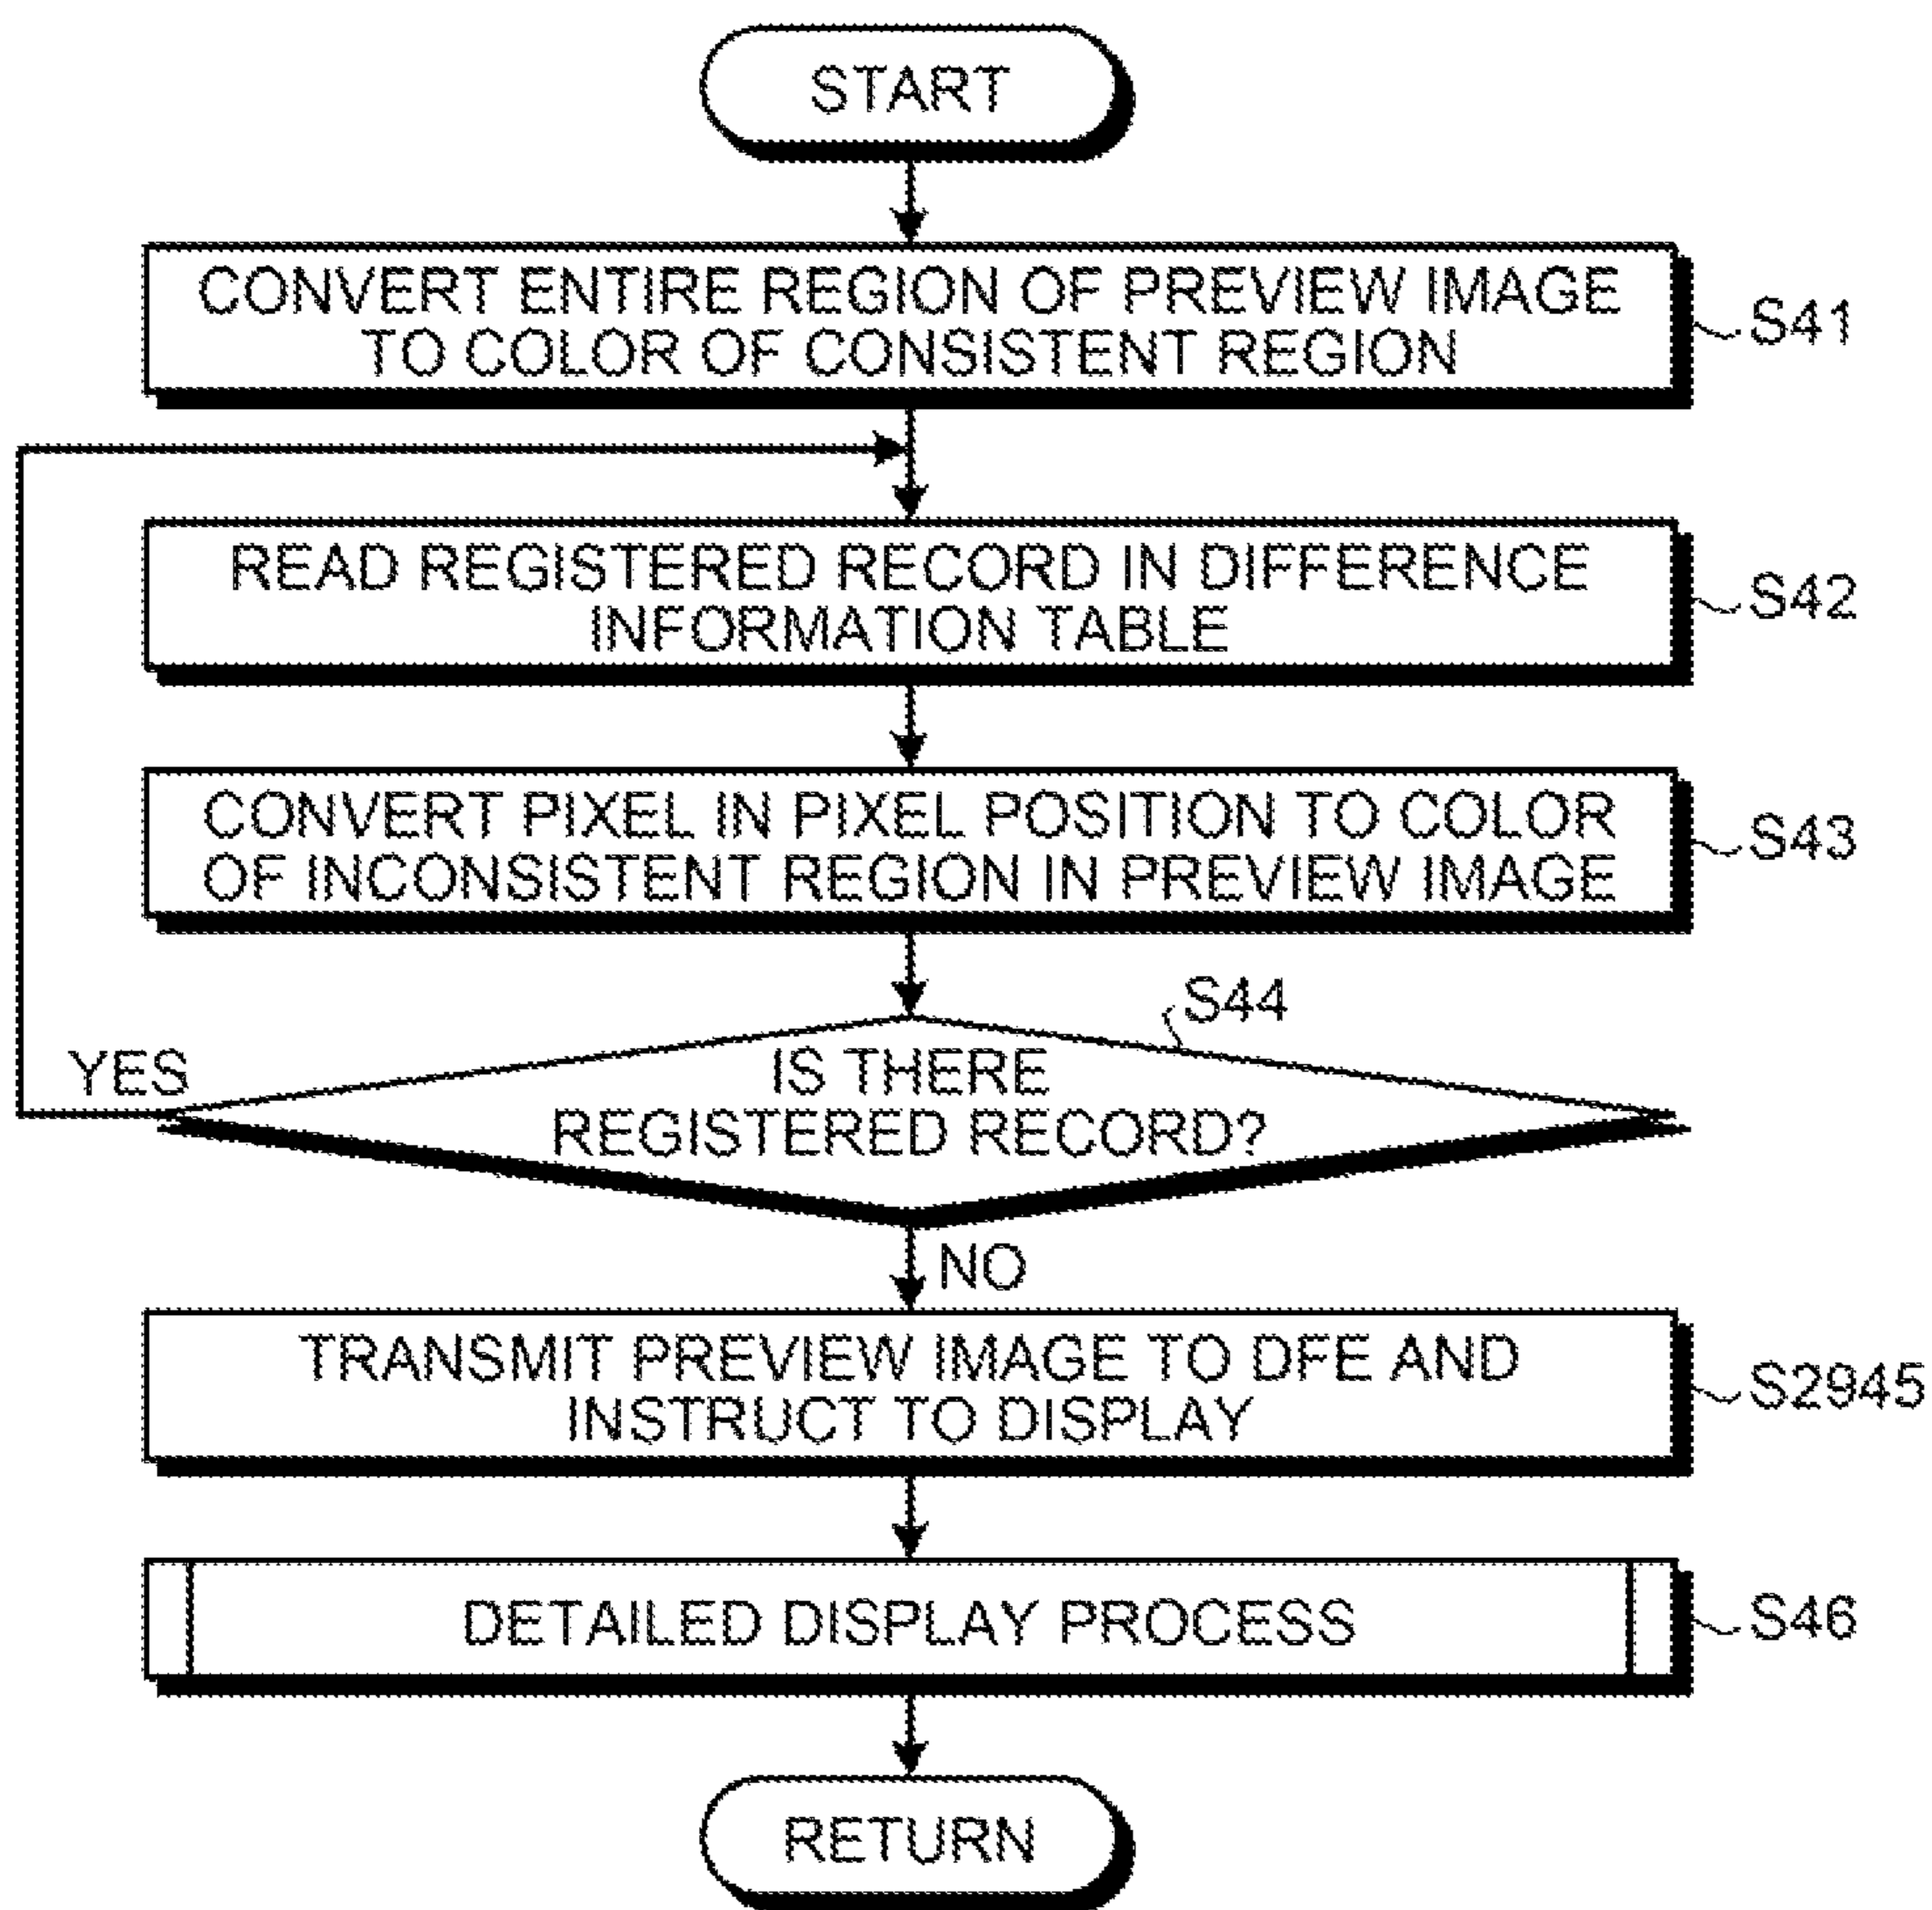 START
CONVERT ENTIRE REGION OF PREVIEW IMAGE
TO COLOR OF CONSISTENT REGION
S41
READ REGISTERED RECORD IN DIFFERENCE
INFORMATION TABLE
S42
CONVERT PIXEL IN PIXEL POSITION TO COLOR
OF INCONSISTENT REGION IN PREVIEW IMAGE
S43
S44
YES
IS THERE
REGISTERED RECORD?
NO
TRANSMIT PREVIEW IMAGE TO DFE AND
INSTRUCT TO DISPLAY
S2945
DETAILED DISPLAY PROCESS
S46
RETURN